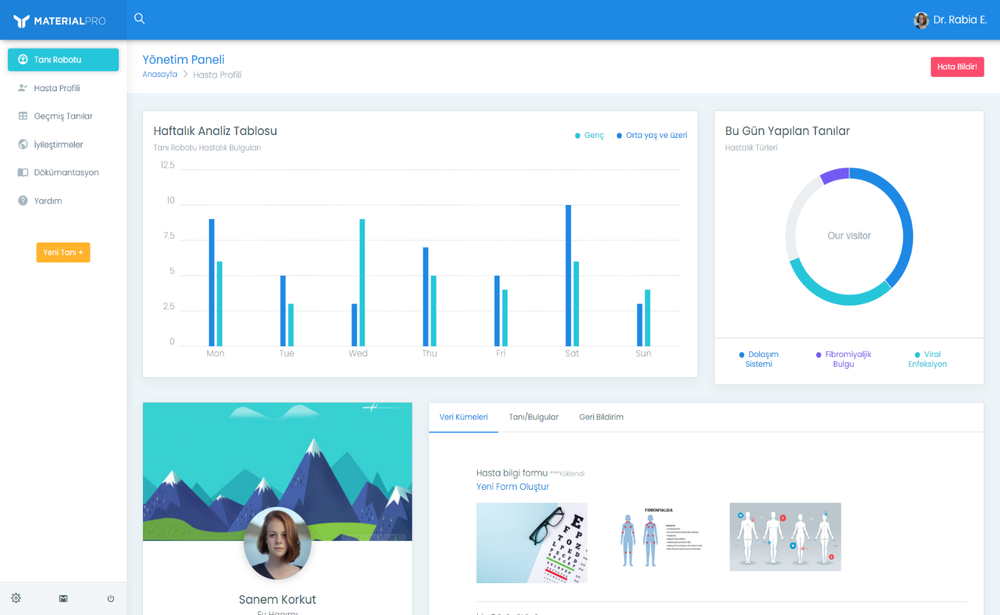 MATERIALPRO
Dr. Rabia E.
Tanı Robotu
Hasta Profili
Geçmiş Tanılar
İyileştirmeler
Dökümantasyon
Yardım
Yeni Tanı +
Yönetim Paneli
Anasayfa > Hasta Profili
Hata Bildir!
Haftalık Analiz Tablosu
Tanı Robotu Hastalık Bulguları
Genç
Orta yaş ve üzeri
12.5
10
7.5
5
2.5
0
Mon Tue Wed Thu Fri Sat Sun
Bu Gün Yapılan Tanılar
Hastalık Türleri
Our visitor
Dolaşım
Sistemi
Fibromiyaljik
Bulgu
Viral
Enfeksiyon
Sanem Korkut
Ev Hanımı
Veri Kümeleri
Tanı/Bulgular
Geri Bildirim
Hasta bilgi formu ***Yüklendi
Yeni Form Oluştur
FIBROMYALGIA